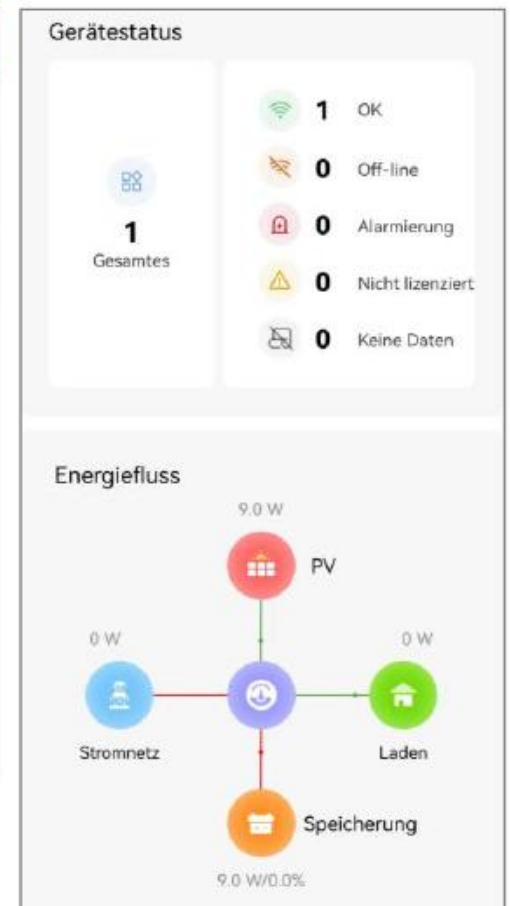 Gerätestatus
1
Gesamtes
1 OK
0 Off-line
0 Alarmierung
0 Nicht lizenziert
0 Keine Daten
Energiefluss
9.0 W
PV
0 W
0 W
Stromnetz
Laden
Speicherung
9.0 W/0.0%